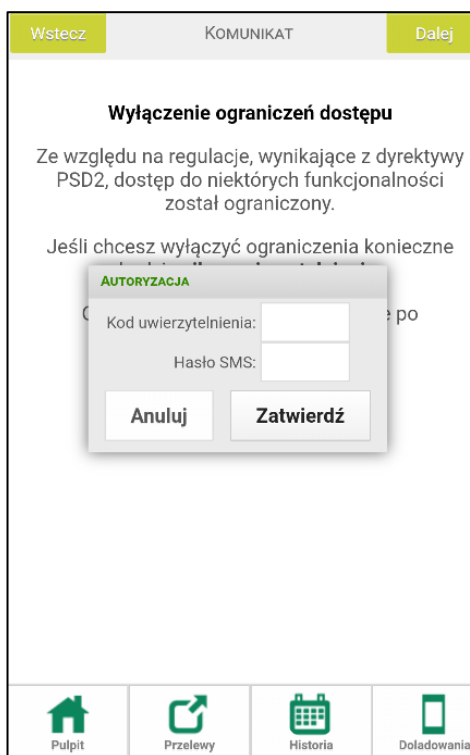 Wstecz
KOMUNIKAT
Dalej
Wyłączenie ograniczeń dostępu
Ze względu na regulacje, wynikające z dyrektywy
PSD2, dostęp do niektórych funkcjonalności
został ograniczony.
Jeśli chcesz wyłączyć ograniczenia konieczne
po
AUTORYZACJA
Kod uwierzytelnienia:
Hasło SMS:
Anuluj
Zatwierdź
Pulpit
Przelewy
Historia
Doladowania